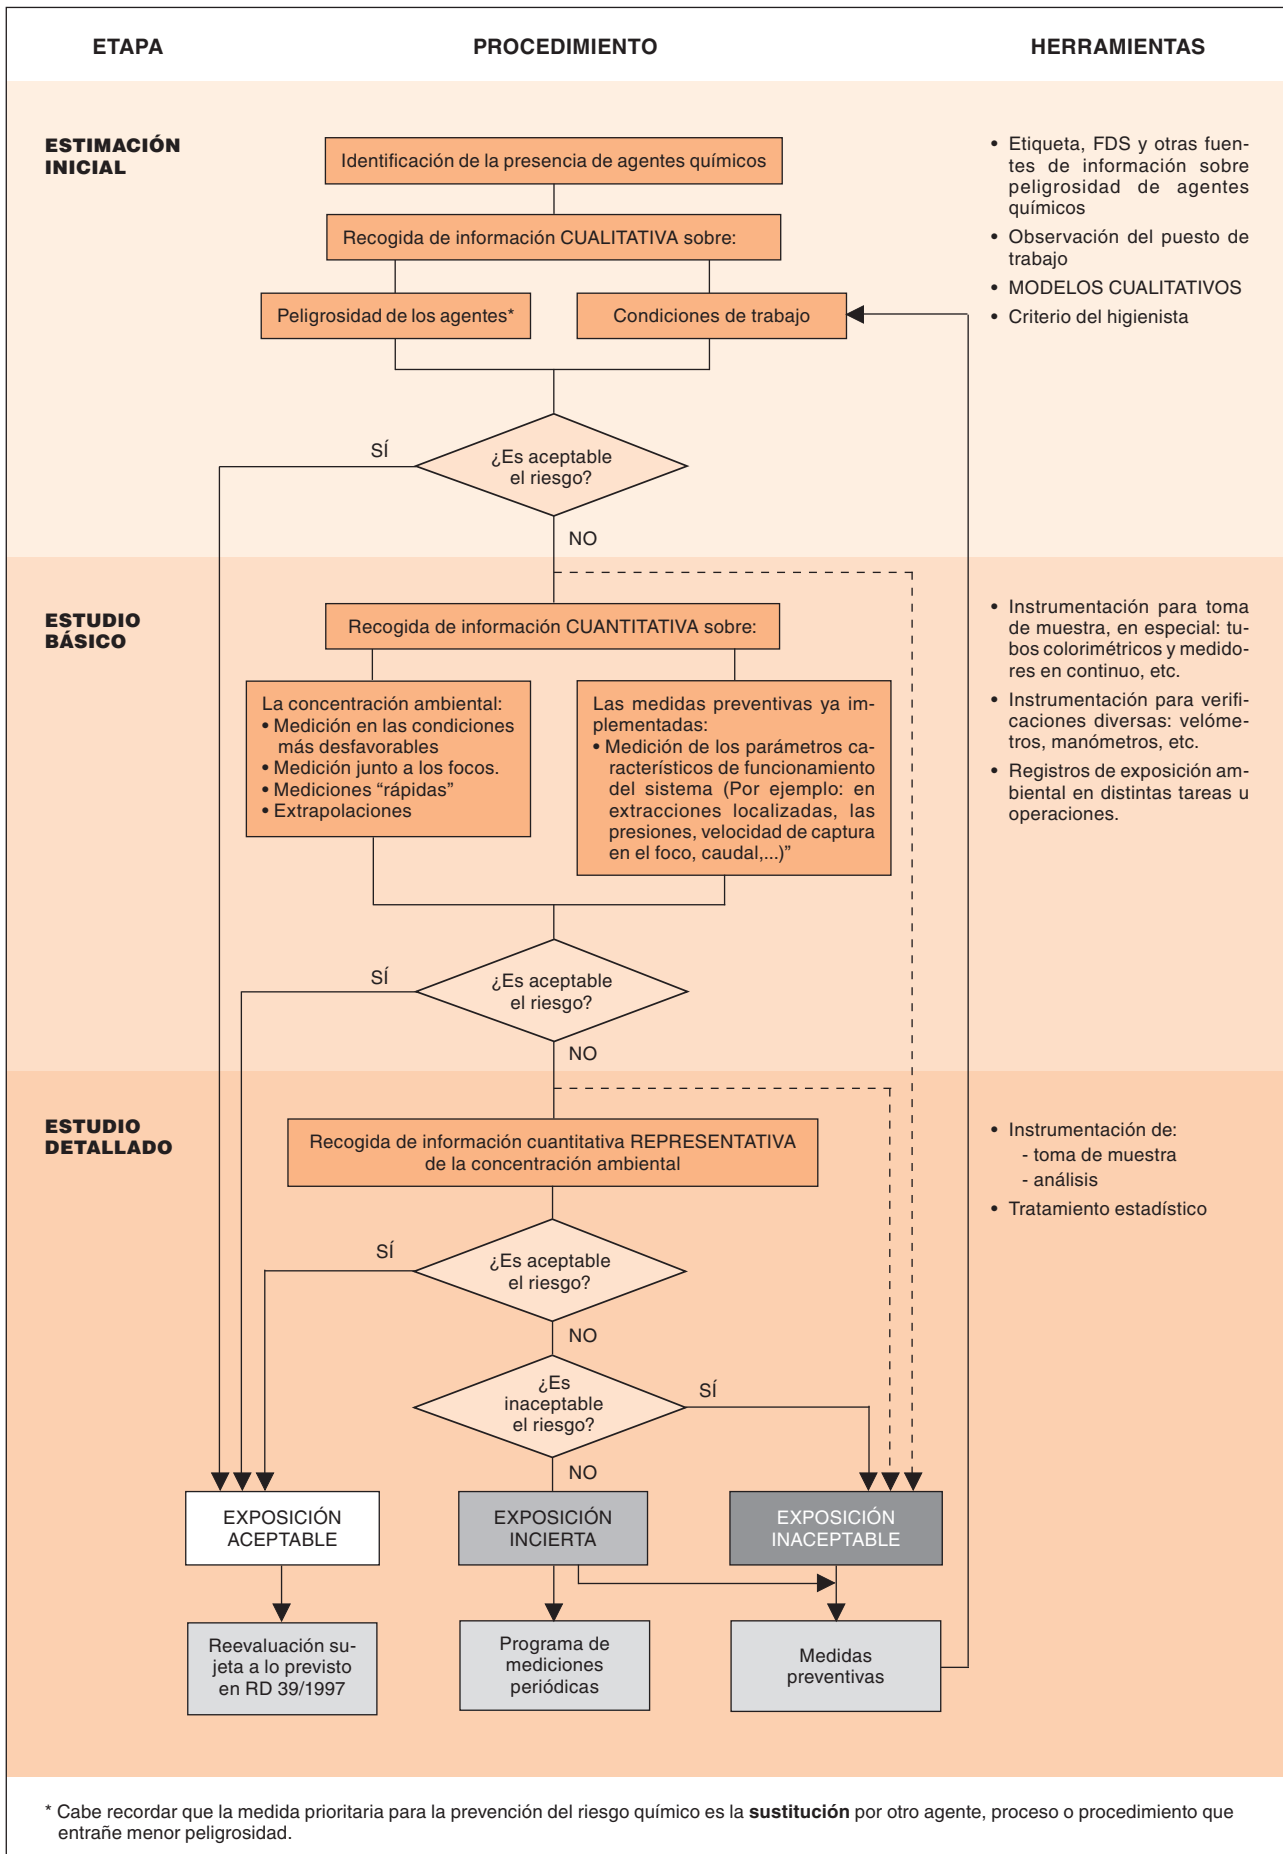 ETAPA
PROCEDIMIENTO
HERRAMIENTAS
ESTIMACIÓN
INICIAL
Identificación de la presencia de agentes químicos
Recogida de información CUALITATIVA sobre:
Peligrosidad de los agentes*
Condiciones de trabajo
¿Es aceptable
el riesgo?
SÍ
NO
• Etiqueta, FDS y otras fuen-
tes de información sobre
peligrosidad de agentes
químicos
• Observación del puesto de
trabajo
• MODELOS CUALITATIVOS
• Criterio del higienista
ESTUDIO
BÁSICO
Recogida de información CUANTITATIVA sobre:
La concentración ambiental:
• Medición en las condiciones
más desfavorables
• Medición junto a los focos.
• Mediciones “rápidas”
• Extrapolaciones
Las medidas preventivas ya im-
plementadas:
• Medición de los parámetros ca-
racterísticos de funcionamiento
del sistema (Por ejemplo: en
extracciones localizadas, las
presiones, velocidad de captura
en el foco, caudal,...)”
¿Es aceptable
el riesgo?
SÍ
NO
• Instrumentación para toma
de muestra, en especial: tu-
bos colorimétricos y medido-
res en continuo, etc.
• Instrumentación para verifi-
caciones diversas: velóme-
tros, manómetros, etc.
• Registros de exposición am-
biental en distintas tareas u
operaciones.
ESTUDIO
DETALLADO
Recogida de información cuantitativa REPRESENTATIVA
de la concentración ambiental
¿Es aceptable
el riesgo?
SÍ
NO
¿Es
inaceptable
el riesgo?
SÍ
NO
• Instrumentación de:
- toma de muestra
- análisis
• Tratamiento estadístico
EXPOSICIÓN
ACEPTABLE
EXPOSICIÓN
INCIERTA
EXPOSICIÓN
INACEPTABLE
Reevaluación su-
jeta a lo previsto
en RD 39/1997
Programa de
mediciones
periódicas
Medidas
preventivas
* Cabe recordar que la medida prioritaria para la prevención del riesgo químico es la sustitución por otro agente, proceso o procedimiento que
entrañe menor peligrosidad.